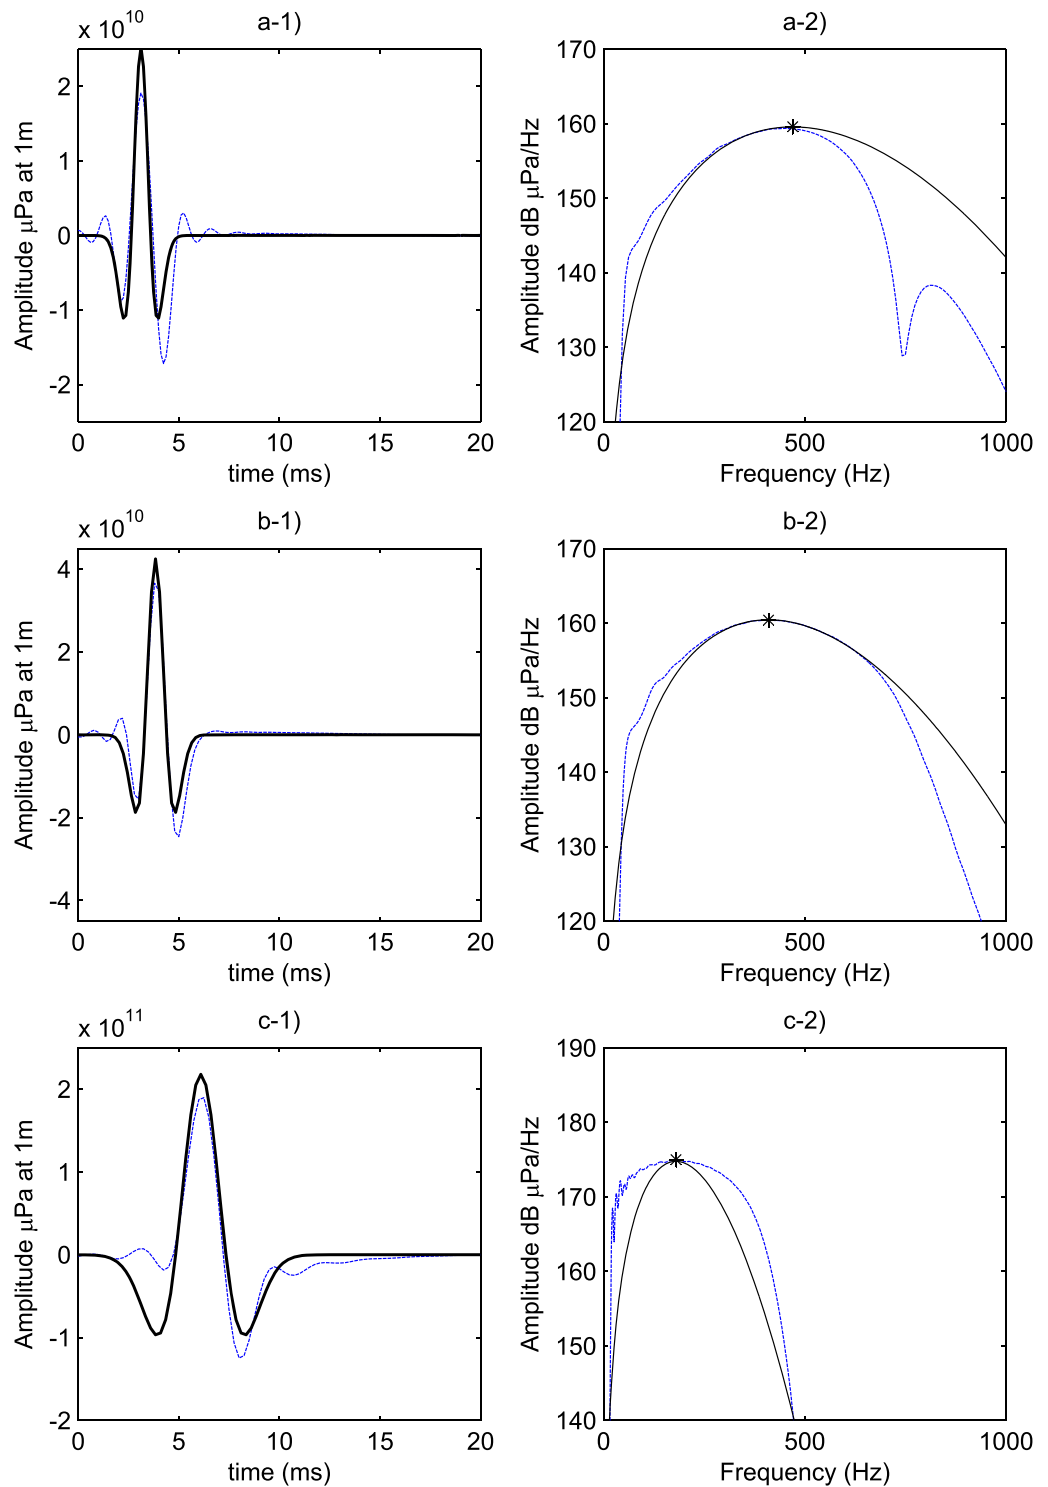 x 10^10
a-1)
Amplitude μPa at 1m
2
1
0
-1
-2
0 5 10 15 20
time (ms)
a-2)
Amplitude dB μPa/Hz
170
160
150
140
130
120
0 500 1000
Frequency (Hz)
x 10^10
b-1)
Amplitude μPa at 1m
4
2
0
-2
-4
0 5 10 15 20
time (ms)
b-2)
Amplitude dB μPa/Hz
170
160
150
140
130
120
0 500 1000
Frequency (Hz)
x 10^11
c-1)
Amplitude μPa at 1m
2
1
0
-1
-2
0 5 10 15 20
time (ms)
c-2)
Amplitude dB μPa/Hz
190
180
170
160
150
140
0 500 1000
Frequency (Hz)